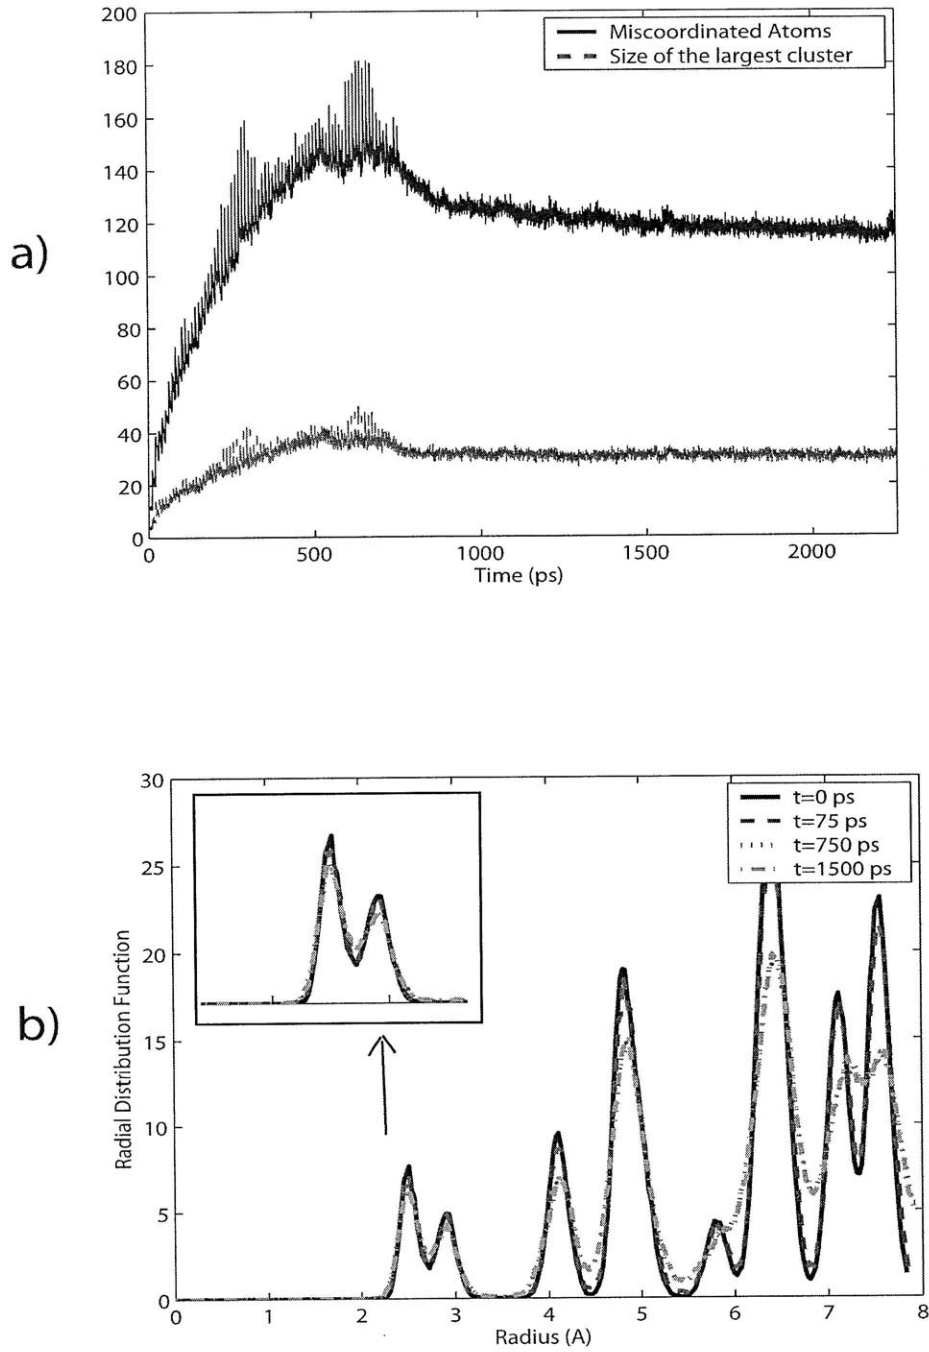 a)
200
180
160
140
120
100
80
60
40
20
0
Miscoordinated Atoms
Size of the largest cluster
0 500 1000 1500 2000
Time (ps)
b)
Radial Distribution Function
30
25
20
15
10
5
0
t=0 ps
t=75 ps
t=750 ps
t=1500 ps
0 1 2 3 4 5 6 7 8
Radius (A)